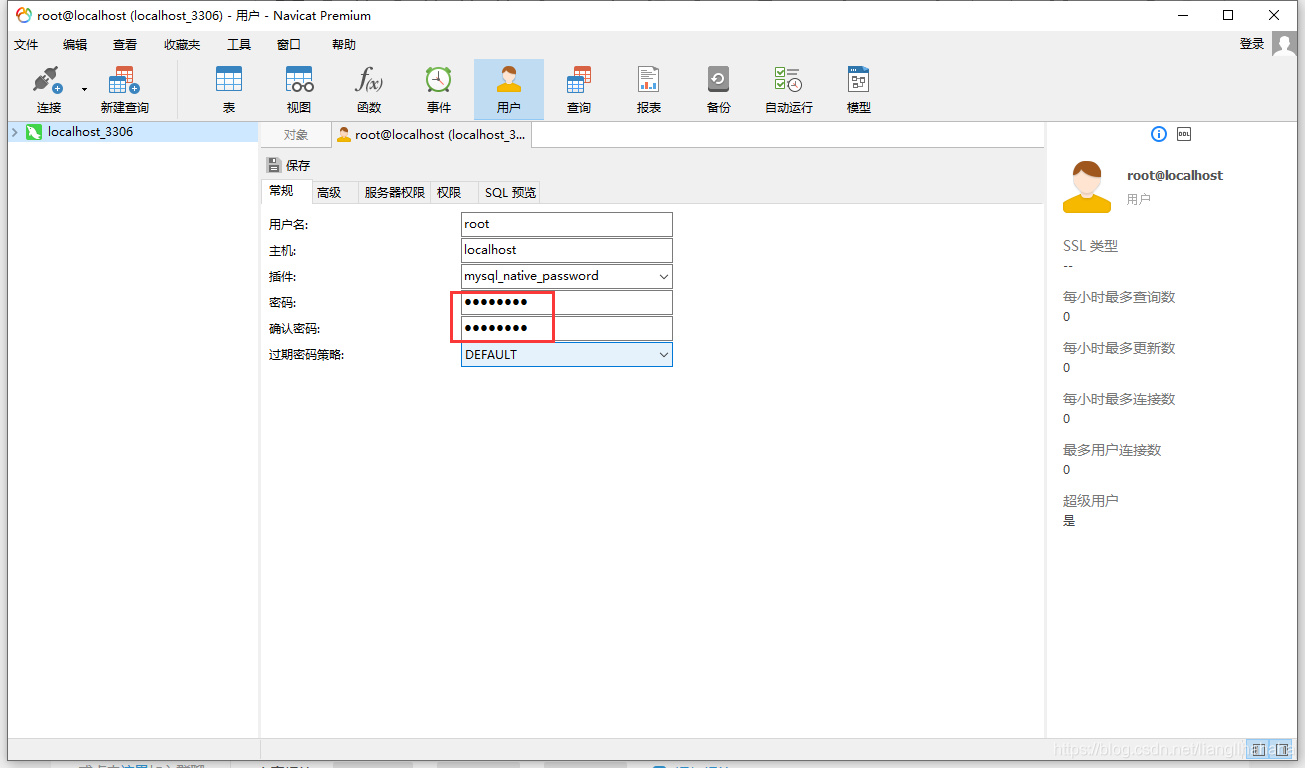 root@localhost (localhost_3306) - 用户 - Navicat Premium
文件 编辑 查看 收藏夹 工具 窗口 帮助 登录
连接 新建查询 表 视图 函数 事件 用户 查询 报表 备份 自动运行 模型
f(x)
localhost_3306
对象 root@localhost (localhost_3...
DDL
保存
常规 高级 服务器权限 权限 SQL 预览
用户名: root
主机: localhost
插件: mysql_native_password
密码: ●●●●●●●●
确认密码: ●●●●●●●●
过期密码策略: DEFAULT
root@localhost
用户
SSL 类型
--
每小时最多查询数
0
每小时最多更新数
0
每小时最多连接数
0
最多用户连接数
0
超级用户
是